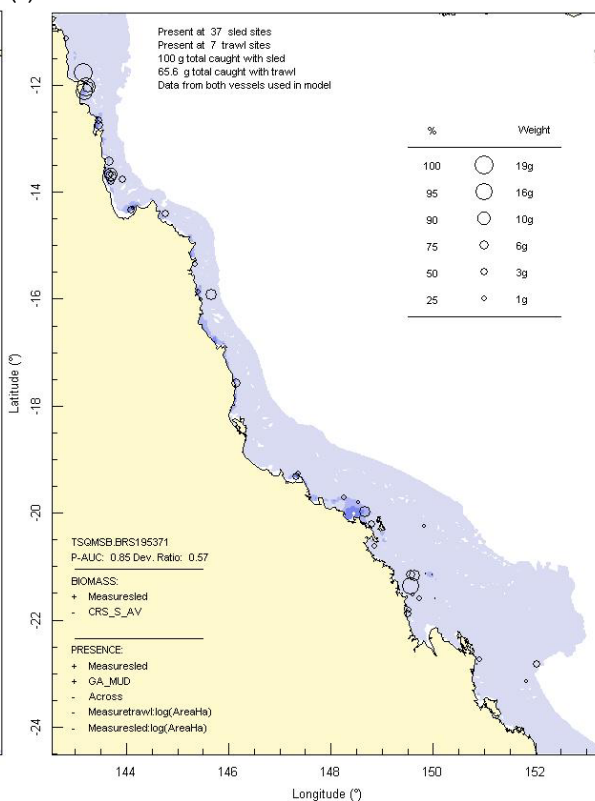 Present at 37 sled sites
Present at 7 trawl sites
100 g total caught with sled
65.6 g total caught with trawl
Data from both vessels used in model
% Weight
100 19g
95 16g
90 10g
75 6g
50 3g
25 1g
-12
-14
-16
-18
-20
-22
-24
Latitude (°)
TSQMSB.BRS195371
P-AUC: 0.85 Dev. Ratio: 0.57
BIOMASS:
+ Measuresled
- CRS_S_AV
PRESENCE:
+ Measuresled
+ GA_MUD
- Across
- Measuretrawl:log(AreaHa)
- Measuresled:log(AreaHa)
144 146 148 150 152
Longitude (°)